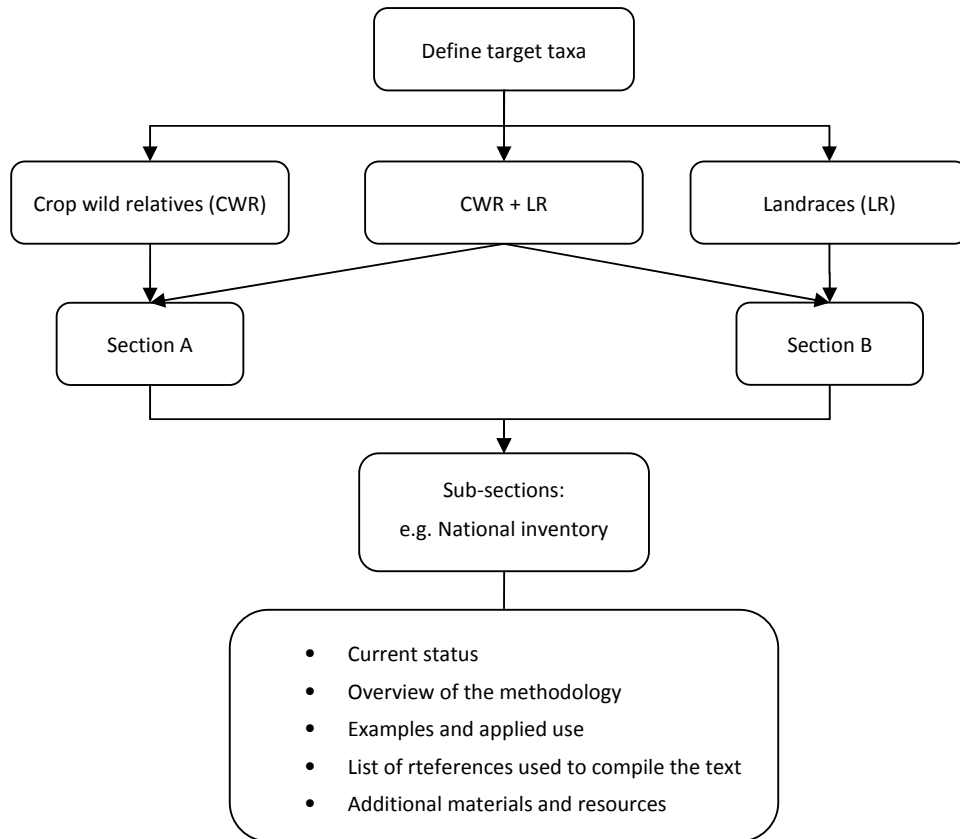 Define target taxa
Crop wild relatives (CWR)
CWR + LR
Landraces (LR)
Section A
Section B
Sub-sections:
e.g. National inventory
• Current status
• Overview of the methodology
• Examples and applied use
• List of rteferences used to compile the text
• Additional materials and resources